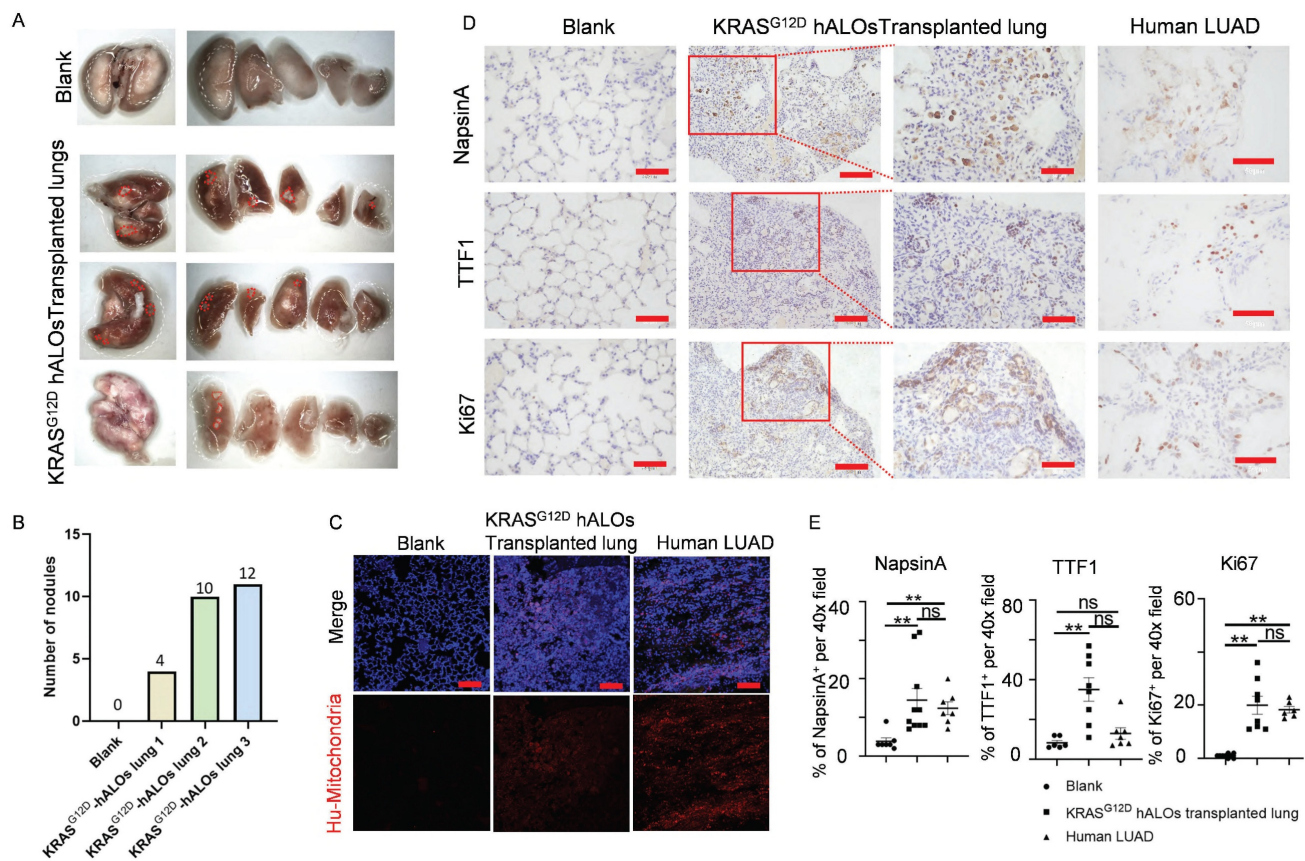 A
Blank
KRASG12D hALOsTransplanted lungs
B
Number of nodules
15
10
5
0
0
4
10
12
Blank
KRASG12D-hALOs lung 1
KRASG12D-hALOs lung 2
KRASG12D-hALOs lung 3
C
Blank
KRASG12D hALOs
Transplanted lung
Human LUAD
Merge
Hu-Mitochondria
D
Blank
KRASG12D hALOsTransplanted lung
Human LUAD
NapsinA
TTF1
Ki67
E
NapsinA
% of NapsinA+ per 40x field
40
20
0
**
**
ns
TTF1
% of TTF1+ per 40x field
80
40
0
ns
**
ns
Ki67
% of Ki67+ per 40x field
60
40
20
0
**
**
ns
Blank
KRASG12D hALOs transplanted lung
Human LUAD